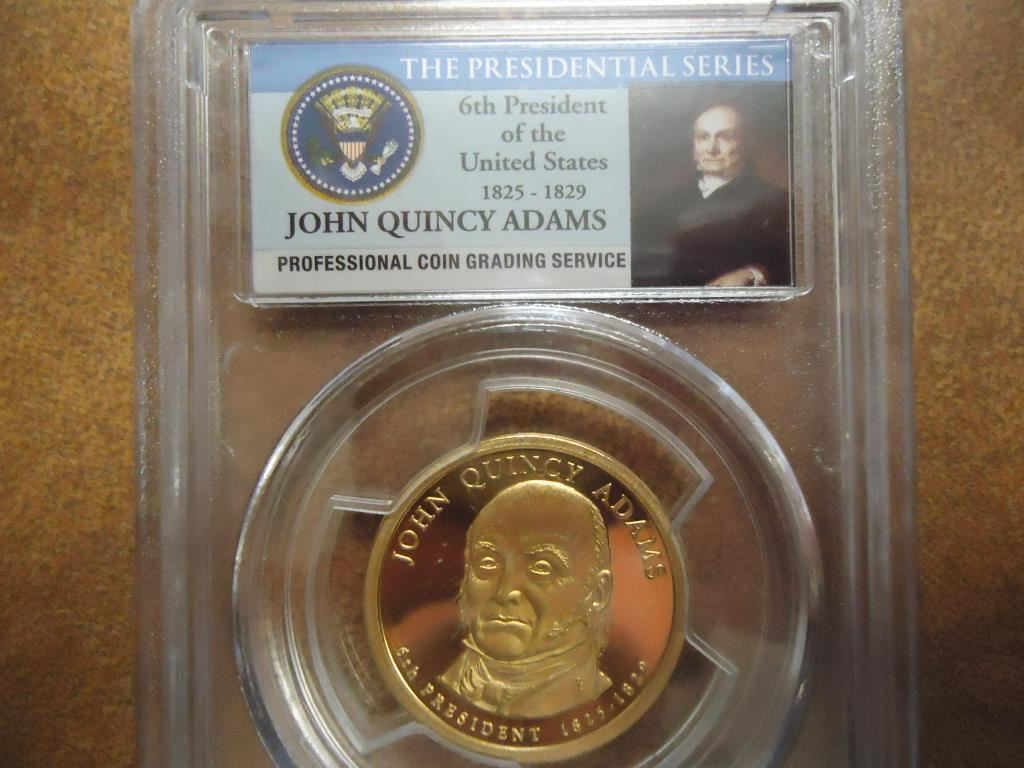 THE PRESIDENTIAL SERIES
6th President
of the
United States
1825 - 1829
JOHN QUINCY ADAMS
PROFESSIONAL COIN GRADING SERVICE
JOHN QUINCY ADAMS
6th PRESIDENT 1825-1829